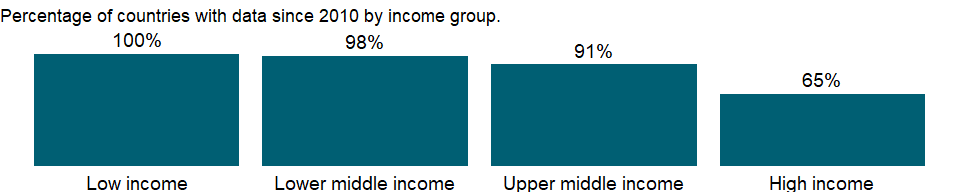 Percentage of countries with data since 2010 by income group.
100%
98%
91%
65%
Low income
Lower middle income
Upper middle income
High income